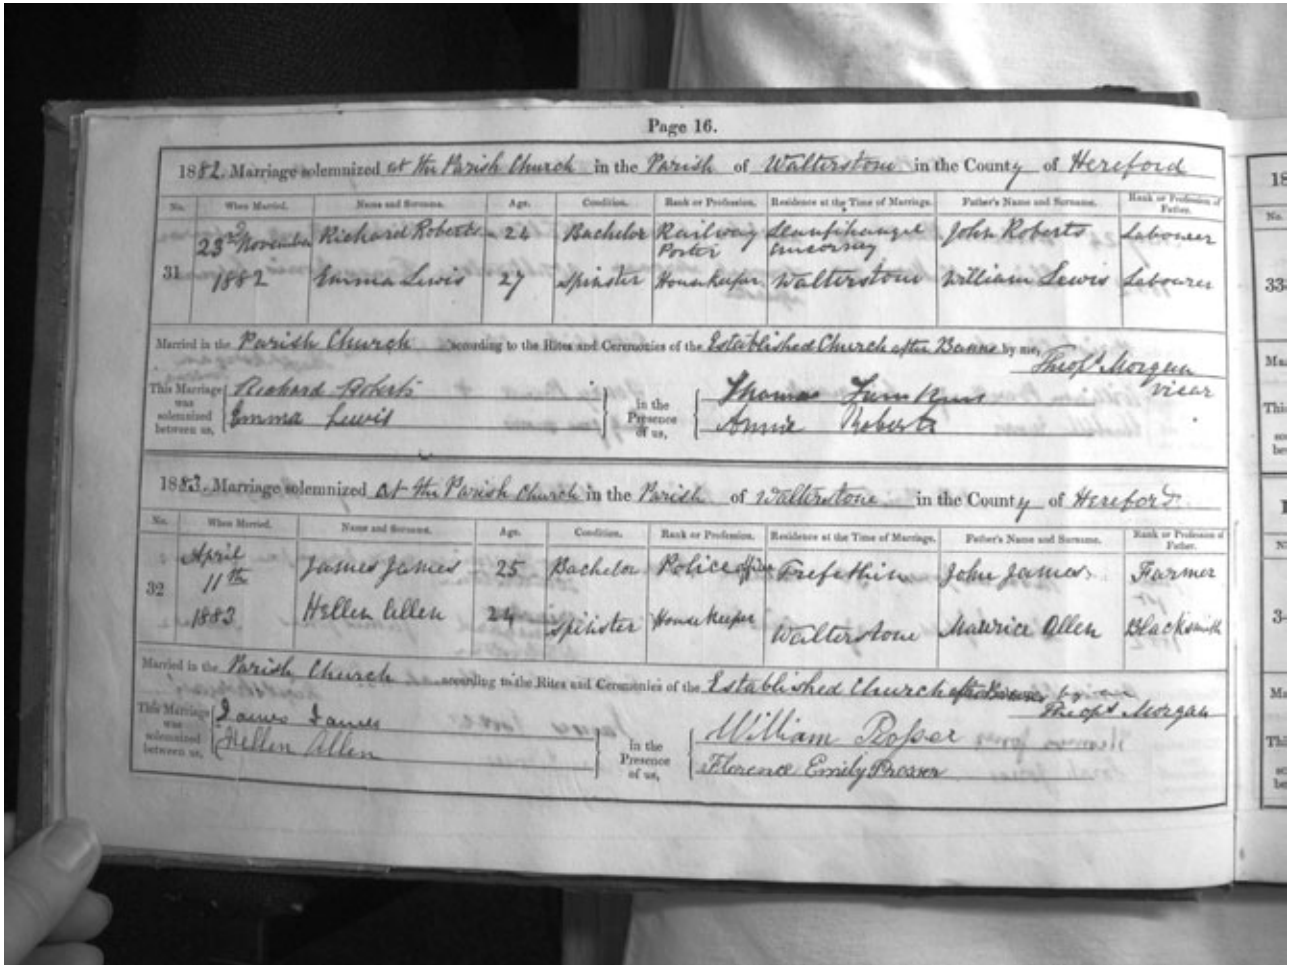 Page 16.
1882. Marriage solemnized at the Parish Church in the Parish of Walterstone in the County of Hereford
No. When Married. Name and Surname. Age. Condition. Rank or Profession. Residence at the Time of Marriage. Father's Name and Surname. Rank or Profession of Father.
31 23rd November 1882 Richard Roberts 24 Bachelor Railway Porter John Roberts Labourer
Emma Lewis 27 Spinster Housekeeper Walterstone William Lewis Labourer
Married in the Parish Church according to the Rites and Ceremonies of the Established Church after Banns by me,
Theops Morgan
Vicar
This Marriage was solemnized between us, Richard Roberts in the Presence of us, Thomas
Emma Lewis Annie Roberts
1883. Marriage solemnized at the Parish Church in the Parish of Walterstone in the County of Hereford.
No. When Married. Name and Surname. Age. Condition. Rank or Profession. Residence at the Time of Marriage. Father's Name and Surname. Rank or Profession of Father.
32 April 11th 1883 James James 25 Bachelor Police officer John James Farmer
Hellen Allen 24 Spinster Housekeeper Walterstone Maurice Allen Blacksmith
Married in the Parish Church according to the Rites and Ceremonies of the Established Church after Banns by me
Theops Morgan
This Marriage was solemnized between us, James James in the Presence of us, William
Hellen Allen Florence Emily Prosser
18
No.
33